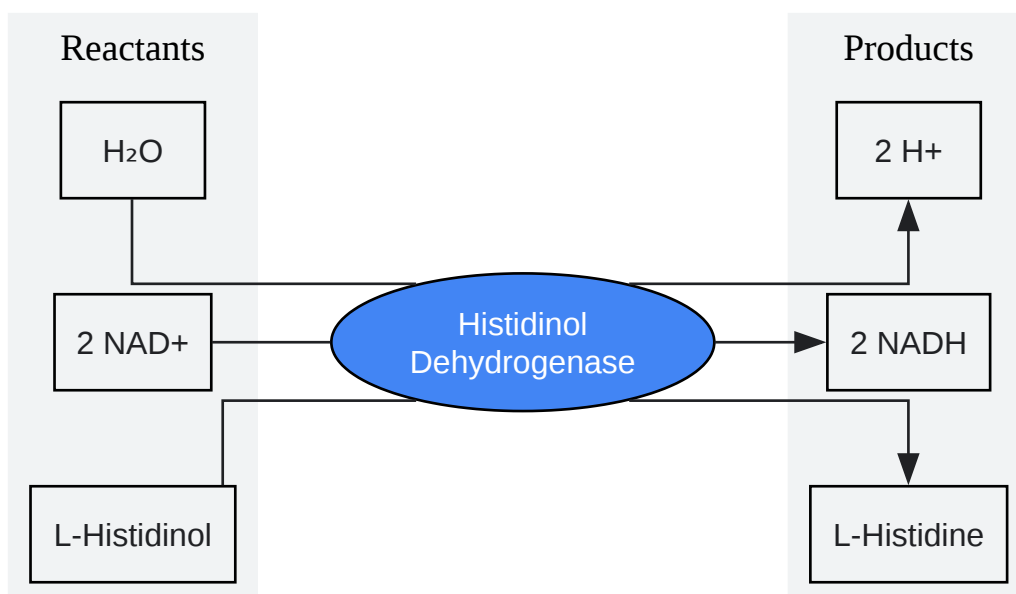 Reactants
Products
H₂O
2 H+
Histidinol
Dehydrogenase
2 NAD+
2 NADH
L-Histidinol
L-Histidine